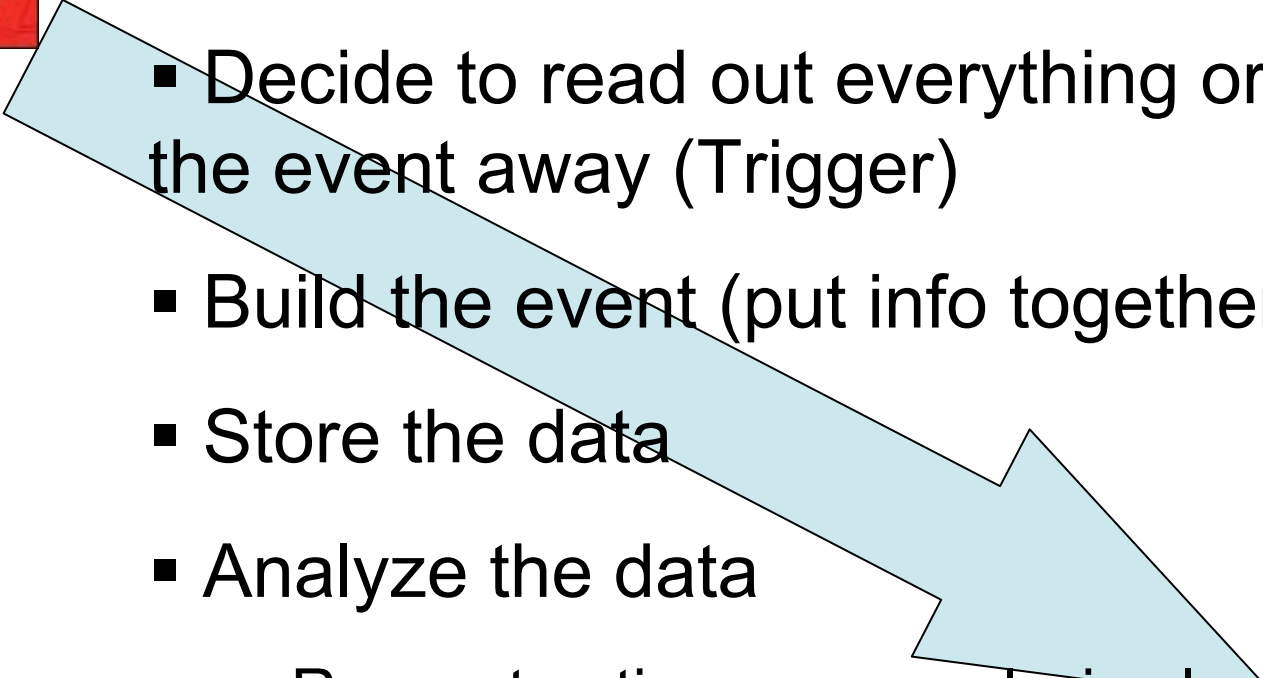 ▪ Decide to read out everything or
the event away (Trigger)
▪ Build the event (put info together
▪ Store the data
▪ Analyze the data